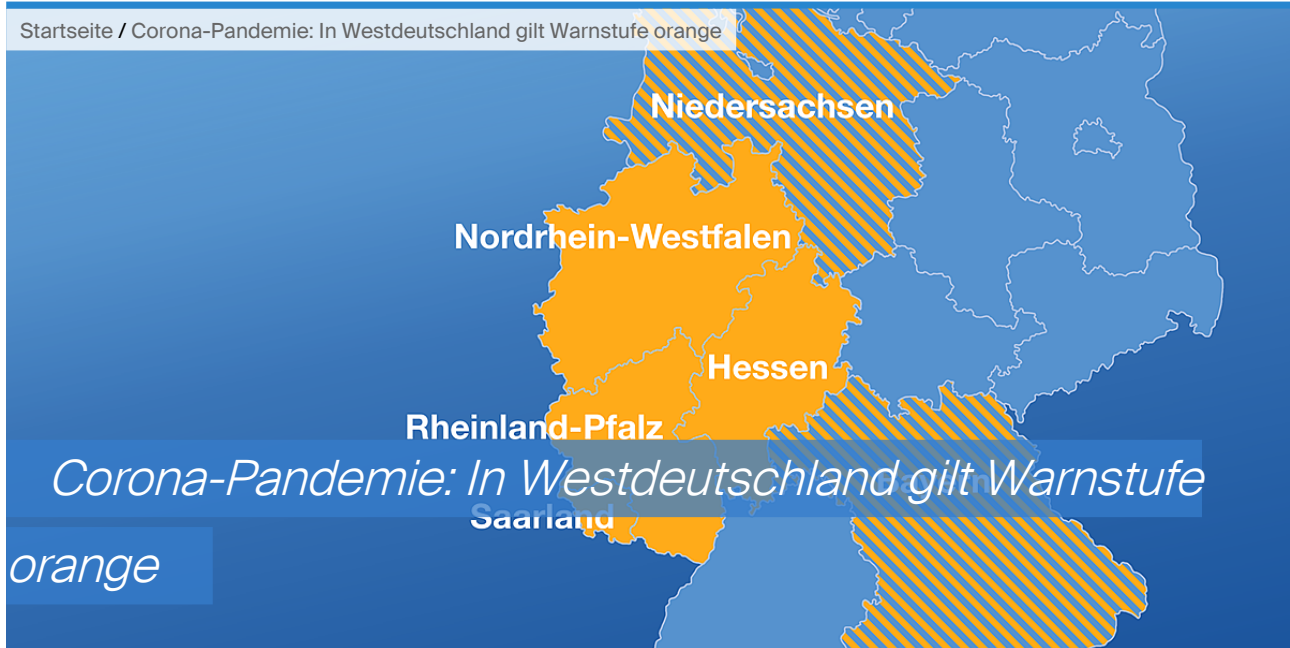 Startseite / Corona-Pandemie: In Westdeutschland gilt Warnstufe orange
Niedersachsen
Nordrhein-Westfalen
Hessen
Rheinland-Pfalz
Corona-Pandemie: In Westdeutschland gilt Warnstufe
Bayern
Saarland
orange